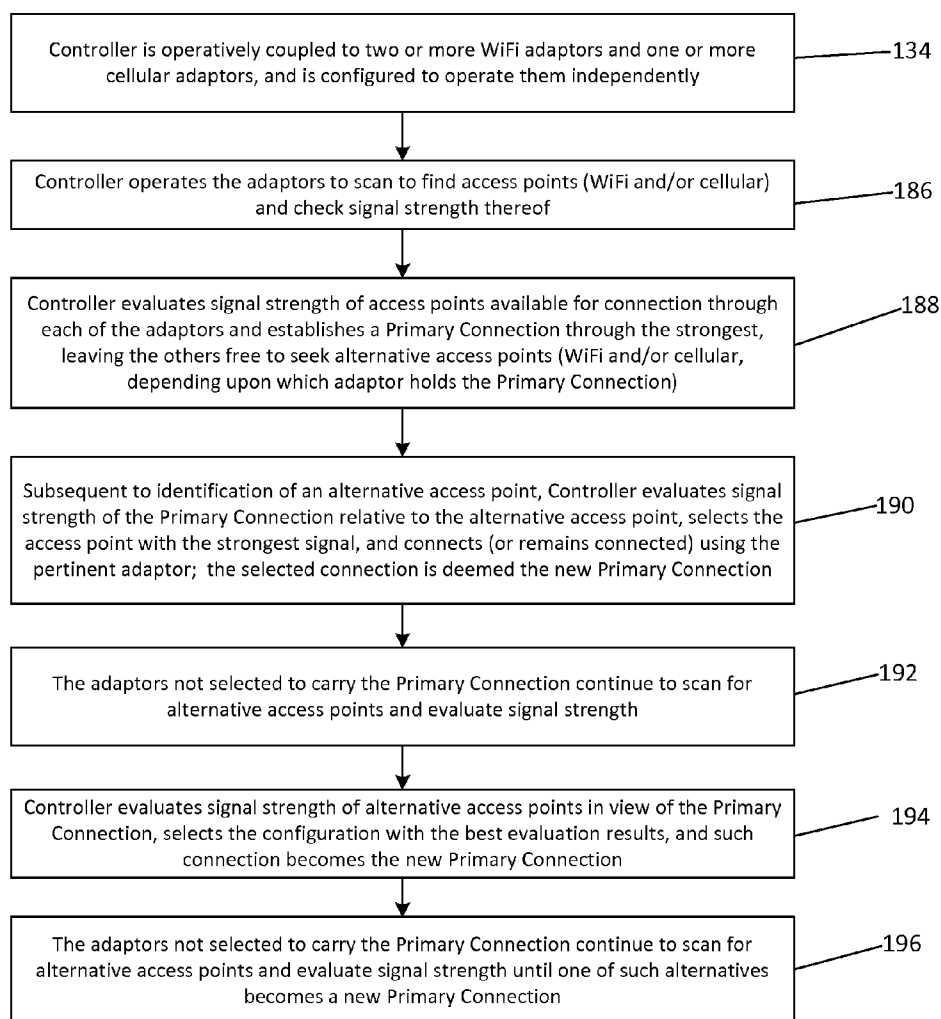 Controller is operatively coupled to two or more WiFi adaptors and one or more
cellular adaptors, and is configured to operate them independently
134
Controller operates the adaptors to scan to find access points (WiFi and/or cellular)
and check signal strength thereof
186
Controller evaluates signal strength of access points available for connection through
each of the adaptors and establishes a Primary Connection through the strongest,
leaving the others free to seek alternative access points (WiFi and/or cellular,
depending upon which adaptor holds the Primary Connection)
188
Subsequent to identification of an alternative access point, Controller evaluates signal
strength of the Primary Connection relative to the alternative access point, selects the
access point with the strongest signal, and connects (or remains connected) using the
pertinent adaptor; the selected connection is deemed the new Primary Connection
190
The adaptors not selected to carry the Primary Connection continue to scan for
alternative access points and evaluate signal strength
192
Controller evaluates signal strength of alternative access points in view of the Primary
Connection, selects the configuration with the best evaluation results, and such
connection becomes the new Primary Connection
194
The adaptors not selected to carry the Primary Connection continue to scan for
alternative access points and evaluate signal strength until one of such alternatives
becomes a new Primary Connection
196